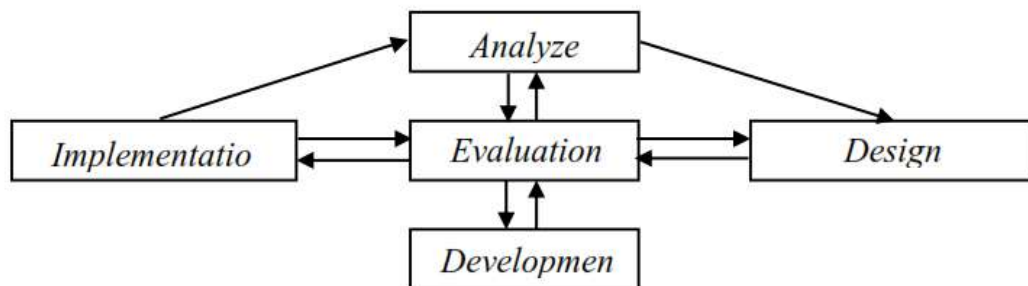 Analyze
Implementatio
Evaluation
Design
Developmen